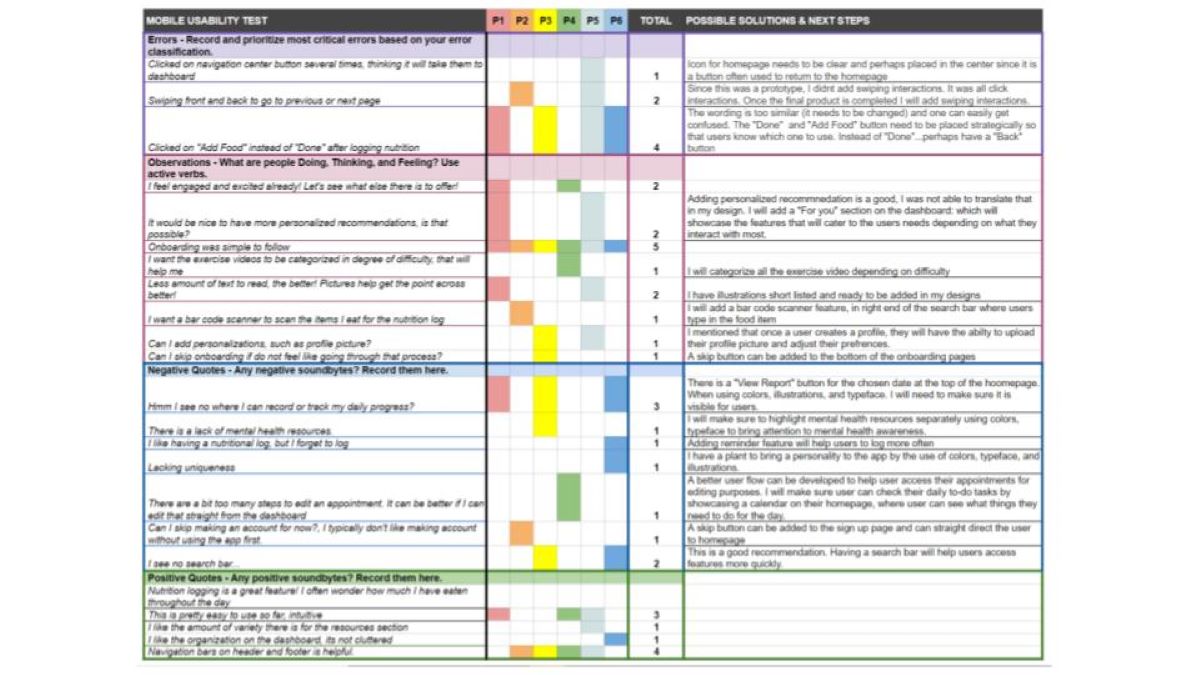 MOBILE USABILITY TEST P1 P2 P3 P4 P5 P6 TOTAL POSSIBLE SOLUTIONS & NEXT STEPS
Errors - Record and prioritize most critical errors based on your error
classification.
Clicked on navigation center button several times, thinking it will take them to
dashboard
1
Icon for homepage needs to be clear and perhaps placed in the center since it is
a button often used to return to the homepage
Swiping front and back to go to previous or next page
2
Since this was a prototype, I didnt add swiping interactions. It was all click
interactions. Once the final product is completed I will add swiping interactions.
Clicked on "Add Food" instead of "Done" after logging nutrition
4
The wording is too similar (it needs to be changed) and one can easily get
confused. The "Done" and "Add Food" button need to be placed strategically so
that users know which one to use. Instead of "Done"...perhaps have a "Back"
button
Observations - What are people Doing, Thinking, and Feeling? Use
active verbs.
I feel engaged and excited already! Let's see what else there is to offer!
2
It would be nice to have more personalized recommendations, is that
possible?
2
Adding personalized recommnedation is a good, I was not able to translate that
in my design. I will add a "For you" section on the dashboard: which will
showcase the features that will cater to the users needs depending on what they
interact with most.
Onboarding was simple to follow
5
I want the exercise videos to be categorized in degree of difficulty, that will
help me
1
I will categorize all the exercise video depending on difficulty
Less amount of text to read, the better! Pictures help get the point across
better!
2
I have illustrations short listed and ready to be added in my designs
I want a bar code scanner to scan the items I eat for the nutrition log
1
I will add a bar code scanner feature, in right end of the search bar where users
type in the food item
Can I add personalizations, such as profile picture?
1
I mentioned that once a user creates a profile, they will have the abilty to upload
their profile picture and adjust their prefrences.
Can I skip onboarding if do not feel like going through that process?
1
A skip button can be added to the bottom of the onboarding pages
Negative Quotes - Any negative soundbytes? Record them here.
Hmm I see no where I can record or track my daily progress?
3
There is a "View Report" button for the chosen date at the top of the hoomepage.
When using colors, illustrations, and typeface. I will need to make sure it is
visible for users.
There is a lack of mental health resources.
1
I will make sure to highlight mental health resources separately using colors,
typeface to bring attention to mental health awareness.
I like having a nutritional log, but I forget to log
1
Adding reminder feature will help users to log more often
Lacking uniqueness
1
I have a plant to bring a personality to the app by the use of colors, typeface, and
illustrations.
There are a bit too many steps to edit an appointment. It can be better if I can
edit that straight from the dashboard
1
A better user flow can be developed to help user access their appointments for
editing purposes. I will make sure user can check their daily to-do tasks by
showcasing a calendar on their homepage, where user can see what things they
need to do for the day.
Can I skip making an account for now?, I typically don't like making account
without using the app first.
1
A skip button can be added to the sign up page and can straight direct the user
to homepage
I see no search bar...
2
This is a good recommendation. Having a search bar will help users access
features more quickly.
Positive Quotes - Any positive soundbytes? Record them here.
Nutrition logging is a great feature! I often wonder how much I have eaten
throughout the day
This is pretty easy to use so far, intuitive
3
I like the amount of variety there is for the resources section
1
I like the organization on the dashboard, its not cluttered
1
Navigation bars on header and footer is helpful.
4